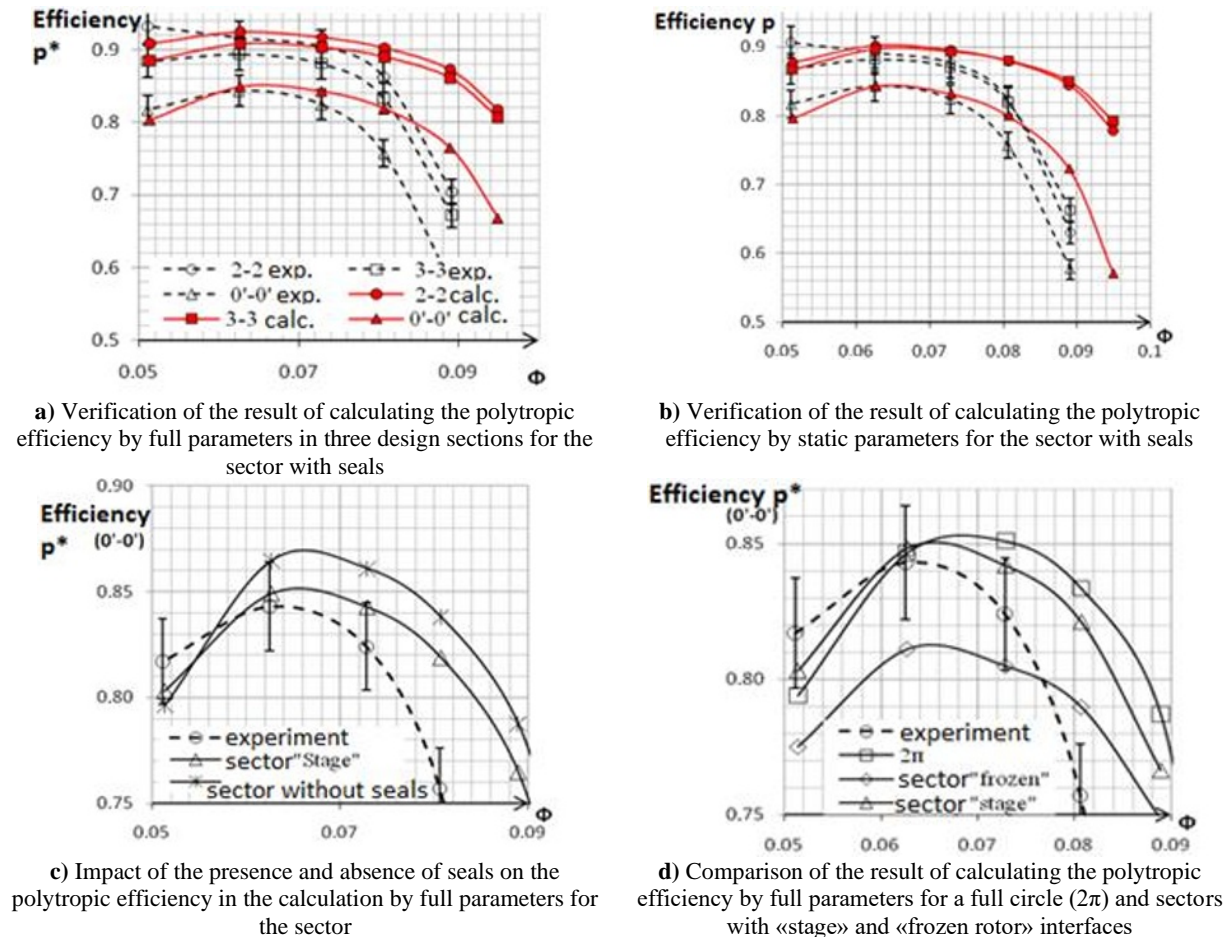 Efficiency
p*
0.9
0.8
0.7
0.6
0.5
0.05
0.07
0.09
Φ
2-2 exp.
3-3 exp.
0'-0' exp.
2-2 calc.
3-3 calc.
0'-0' calc.
Efficiency p
0.9
0.8
0.7
0.6
0.5
0.05
0.06
0.07
0.08
0.09
0.1
Φ
a) Verification of the result of calculating the polytropic
efficiency by full parameters in three design sections for the
sector with seals
b) Verification of the result of calculating the polytropic
efficiency by static parameters for the sector with seals
0.90
Efficiency
p* (0'-0')
0.85
0.80
0.75
0.05
0.07
0.09
Φ
experiment
sector"Stage"
sector without seals
Efficiency p*
(0'-0')
0.85
0.80
0.75
0.05
0.06
0.07
0.08
0.09
Φ
experiment
2π
sector"frozen"
sector"stage"
c) Impact of the presence and absence of seals on the
polytropic efficiency in the calculation by full parameters for
the sector
d) Comparison of the result of calculating the polytropic
efficiency by full parameters for a full circle (2π) and sectors
with «stage» and «frozen rotor» interfaces